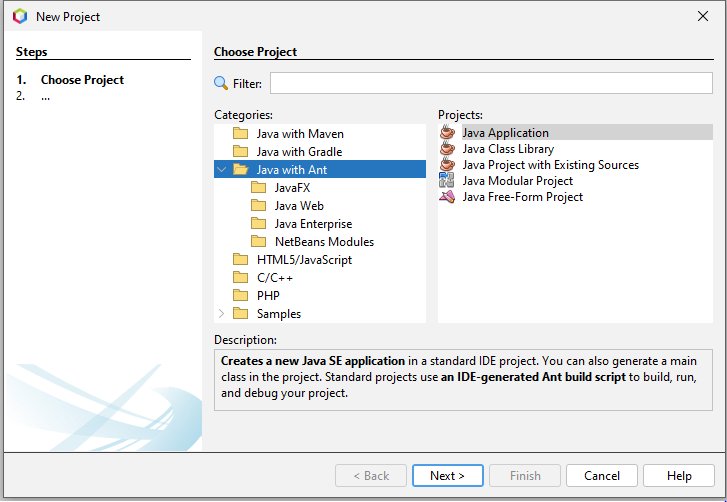 New Project
Steps
1. Choose Project
2. ...
Choose Project
Filter:
Categories:
Java with Maven
Java with Gradle
Java with Ant
JavaFX
Java Web
Java Enterprise
NetBeans Modules
HTML5/JavaScript
C/C++
PHP
Samples
Projects:
Java Application
Java Class Library
Java Project with Existing Sources
Java Modular Project
Java Free-Form Project
Description:
Creates a new Java SE application in a standard IDE project. You can also generate a main
class in the project. Standard projects use an IDE-generated Ant build script to build, run,
and debug your project.
< Back
Next >
Finish
Cancel
Help